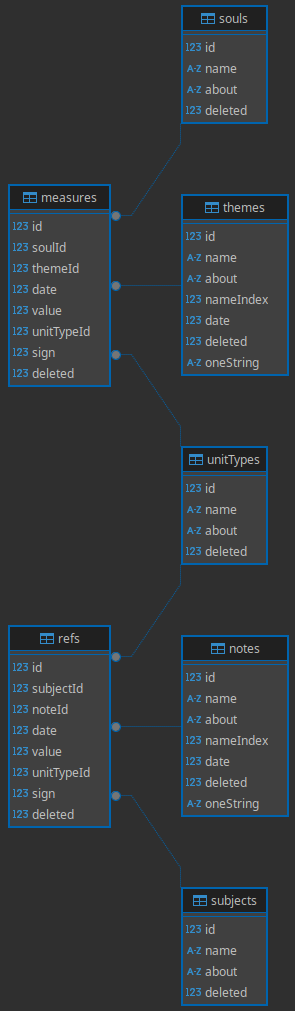 souls
123 id
A-Z name
A-Z about
123 deleted
measures
123 id
123 soulId
123 themeId
123 date
123 value
123 unitTypeId
123 sign
123 deleted
themes
123 id
A-Z name
A-Z about
123 nameIndex
123 date
123 deleted
A-Z oneString
unitTypes
123 id
A-Z name
A-Z about
123 deleted
refs
123 id
123 subjectId
123 noteId
123 date
123 value
123 unitTypeId
123 sign
123 deleted
notes
123 id
A-Z name
A-Z about
123 nameIndex
123 date
123 deleted
A-Z oneString
subjects
123 id
A-Z name
A-Z about
123 deleted